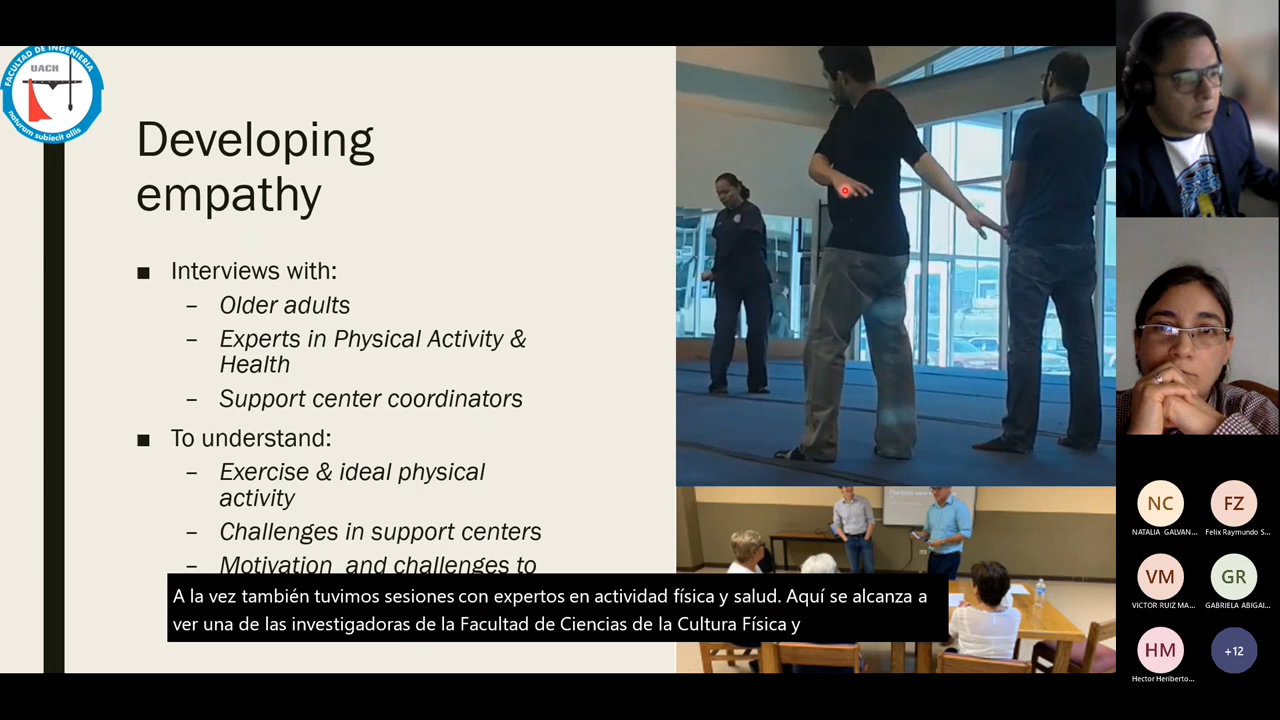 FACULTAD DE INGENIERIA
UACH
naturam subiecit aliis
Developing
empathy
■ Interviews with:
– Older adults
– Experts in Physical Activity &
Health
– Support center coordinators
■ To understand:
– Exercise & ideal physical
activity
– Challenges in support centers
– Motivation and challenges to
A la vez también tuvimos sesiones con expertos en actividad física y salud. Aquí se alcanza a
ver una de las investigadoras de la Facultad de Ciencias de la Cultura Física y
NC
FZ
NATALIA GALVAN...
Felix Raymundo S...
VM
GR
VICTOR RUIZ MA...
GABRIELA ABIGAI...
HM
+12
Hector Heriberto...